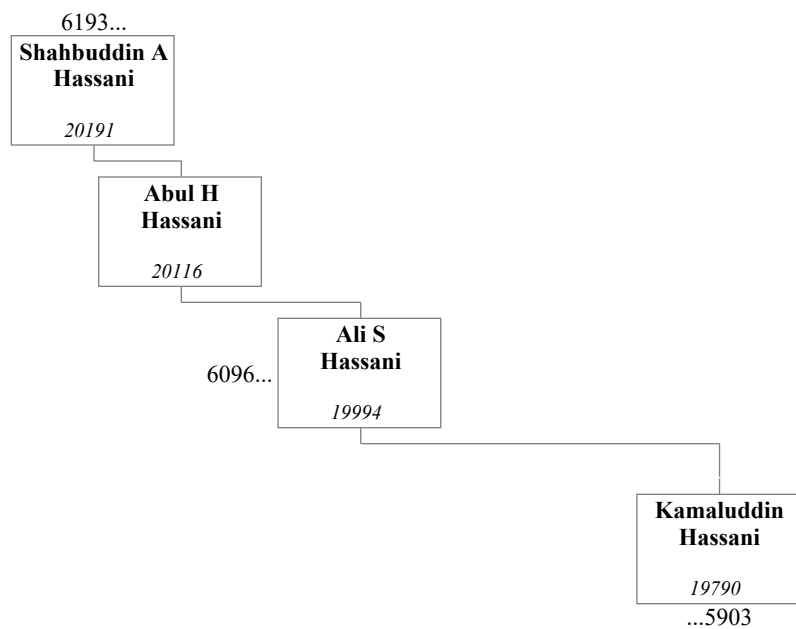 6193...
Shahbuddin A
Hassani
20191
Abul H
Hassani
20116
Ali S
Hassani
6096...
19994
Kamaluddin
Hassani
19790
...5903